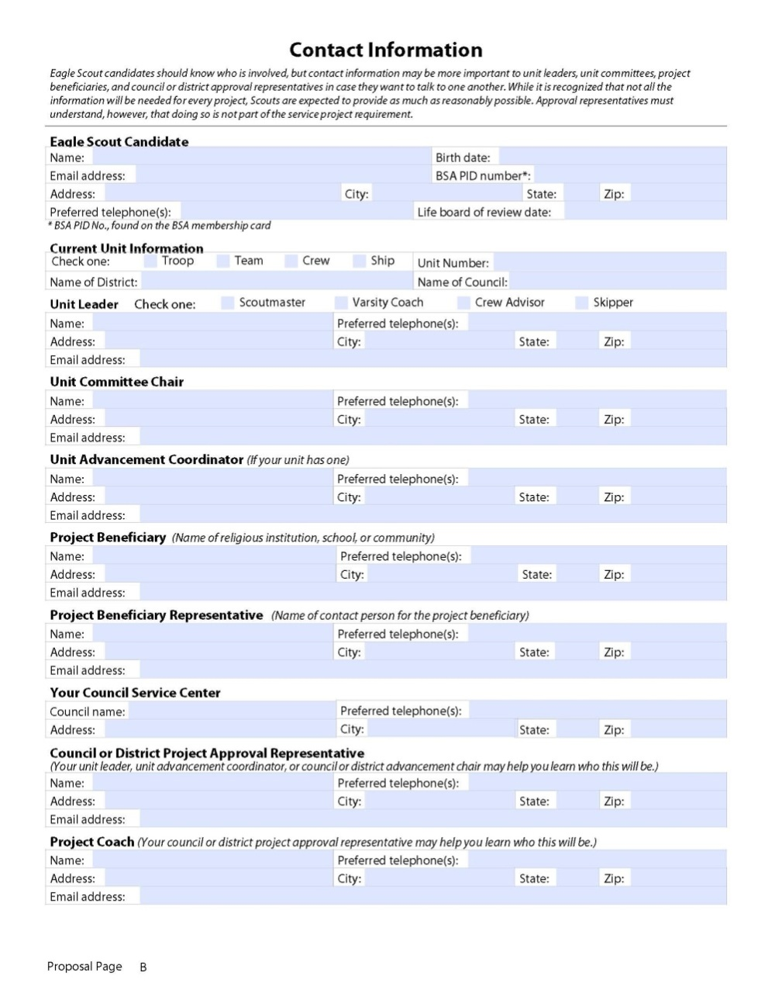 Contact Information
Eagle Scout candidates should know who is involved, but contact information may be more important to unit leaders, unit committees, project
beneficiaries, and council or district approval representatives in case they want to talk to one another. While it is recognized that not all the
information will be needed for every project, Scouts are expected to provide as much as reasonably possible. Approval representatives must
understand, however, that doing so is not part of the service project requirement.
Eagle Scout Candidate
Name: Birth date:
Email address: BSA PID number*:
Address: City: State: Zip:
Preferred telephone(s): Life board of review date:
* BSA PID No., found on the BSA membership card
Current Unit Information
Check one: Troop Team Crew Ship Unit Number:
Name of District: Name of Council:
Unit Leader Check one: Scoutmaster Varsity Coach Crew Advisor Skipper
Name: Preferred telephone(s):
Address: City: State: Zip:
Email address:
Unit Committee Chair
Name: Preferred telephone(s):
Address: City: State: Zip:
Email address:
Unit Advancement Coordinator (If your unit has one)
Name: Preferred telephone(s):
Address: City: State: Zip:
Email address:
Project Beneficiary (Name of religious institution, school, or community)
Name: Preferred telephone(s):
Address: City: State: Zip:
Email address:
Project Beneficiary Representative (Name of contact person for the project beneficiary)
Name: Preferred telephone(s):
Address: City: State: Zip:
Email address:
Your Council Service Center
Council name: Preferred telephone(s):
Address: City: State: Zip:
Council or District Project Approval Representative
(Your unit leader, unit advancement coordinator, or council or district advancement chair may help you learn who this will be.)
Name: Preferred telephone(s):
Address: City: State: Zip:
Email address:
Project Coach (Your council or district project approval representative may help you learn who this will be.)
Name: Preferred telephone(s):
Address: City: State: Zip:
Email address:
Proposal Page B